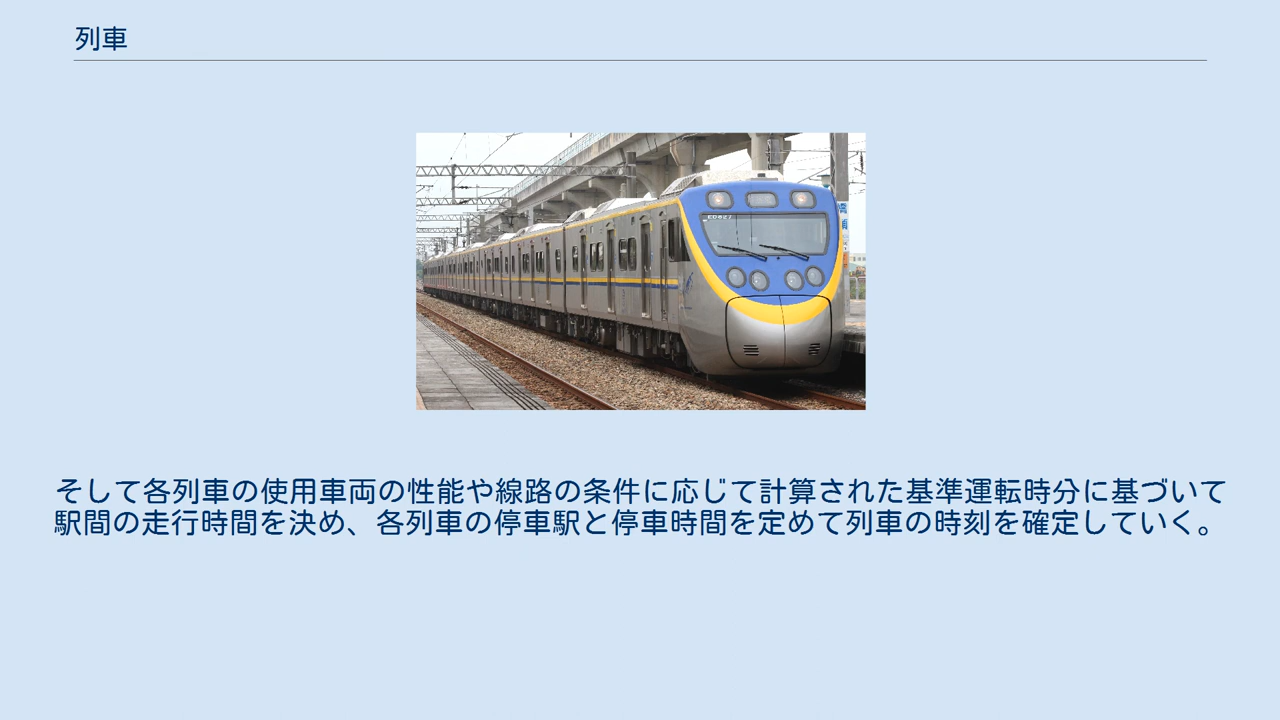 列車
ED827
そして各列車の使用車両の性能や線路の条件に応じて計算された基準運転時分に基づいて
駅間の走行時間を決め、各列車の停車駅と停車時間を定めて列車の時刻を確定していく。